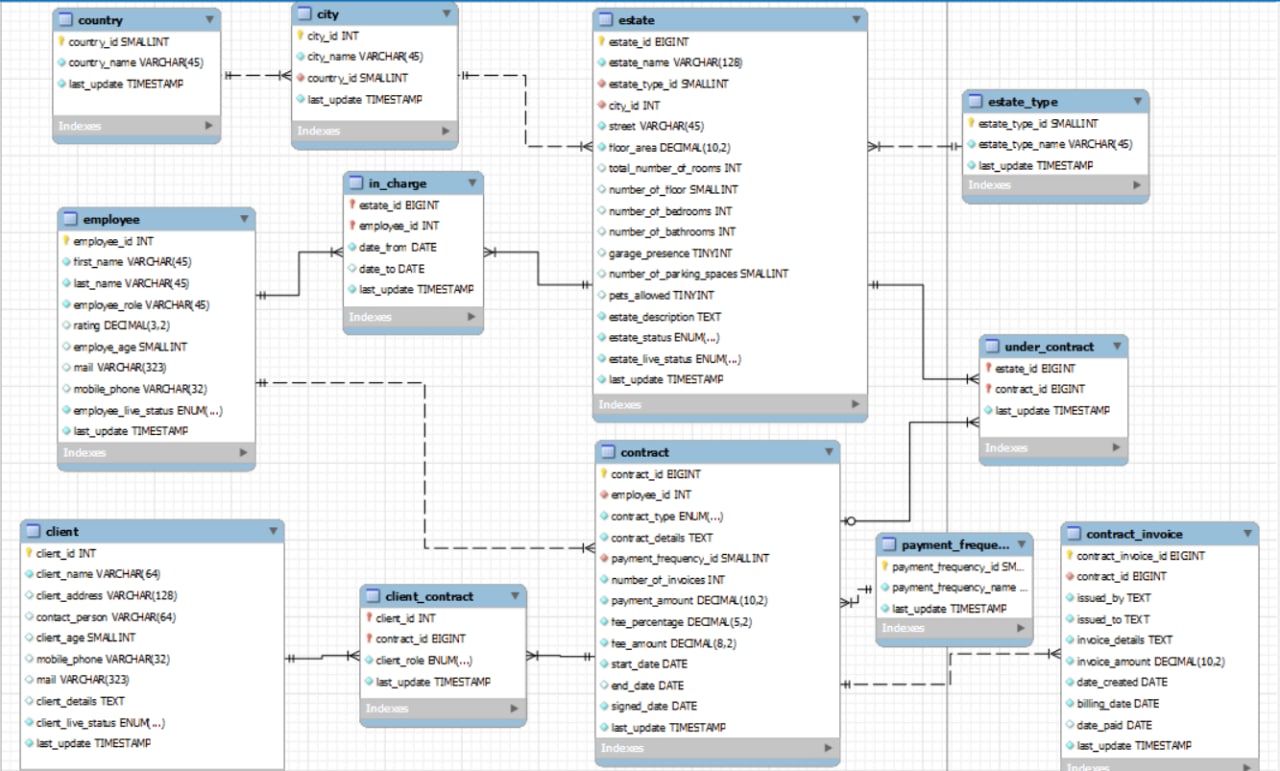 country
country_id SMALLINT
country_name VARCHAR(45)
last_update TIMESTAMP
Indexes
city
city_id INT
city_name VARCHAR(45)
country_id SMALLINT
last_update TIMESTAMP
Indexes
estate
estate_id BIGINT
estate_name VARCHAR(128)
estate_type_id SMALLINT
city_id INT
street VARCHAR(45)
floor_area DECIMAL(10,2)
total_number_of_rooms INT
number_of_floor SMALLINT
number_of_bedrooms INT
number_of_bathrooms INT
garage_presence TINYINT
number_of_parking_spaces SMALLINT
pets_allowed TINYINT
estate_description TEXT
estate_status ENUM(...)
estate_live_status ENUM(...)
last_update TIMESTAMP
Indexes
estate_type
estate_type_id SMALLINT
estate_type_name VARCHAR(45)
last_update TIMESTAMP
Indexes
in_charge
estate_id BIGINT
employee_id INT
date_from DATE
date_to DATE
last_update TIMESTAMP
Indexes
employee
employee_id INT
first_name VARCHAR(45)
last_name VARCHAR(45)
employee_role VARCHAR(45)
rating DECIMAL(3,2)
employe_age SMALLINT
mail VARCHAR(323)
mobile_phone VARCHAR(32)
employee_live_status ENUM(...)
last_update TIMESTAMP
Indexes
under_contract
estate_id BIGINT
contract_id BIGINT
last_update TIMESTAMP
Indexes
contract
contract_id BIGINT
employee_id INT
contract_type ENUM(...)
contract_details TEXT
payment_frequency_id SMALLINT
number_of_invoices INT
payment_amount DECIMAL(10,2)
fee_percentage DECIMAL(5,2)
fee_amount DECIMAL(8,2)
start_date DATE
end_date DATE
signed_date DATE
last_update TIMESTAMP
Indexes
client
client_id INT
client_name VARCHAR(64)
client_address VARCHAR(128)
contact_person VARCHAR(64)
client_age SMALLINT
mobile_phone VARCHAR(32)
mail VARCHAR(323)
client_details TEXT
client_live_status ENUM(...)
last_update TIMESTAMP
client_contract
client_id INT
contract_id BIGINT
client_role ENUM(...)
last_update TIMESTAMP
Indexes
payment_freque...
payment_frequency_id SM...
payment_frequency_name ...
last_update TIMESTAMP
Indexes
contract_invoice
contract_invoice_id BIGINT
contract_id BIGINT
issued_by TEXT
issued_to TEXT
invoice_details TEXT
invoice_amount DECIMAL(10,2)
date_created DATE
billing_date DATE
date_paid DATE
last_update TIMESTAMP
Indexes